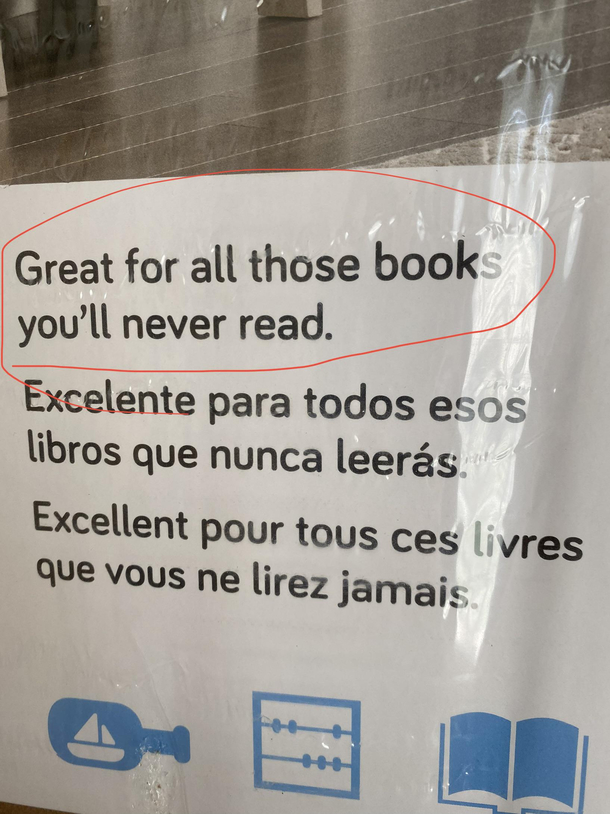 Great for all those books
you'll never read.
Excelente para todos esos
libros que nunca leerás.
Excellent pour tous ces livres
que vous ne lirez jamais.